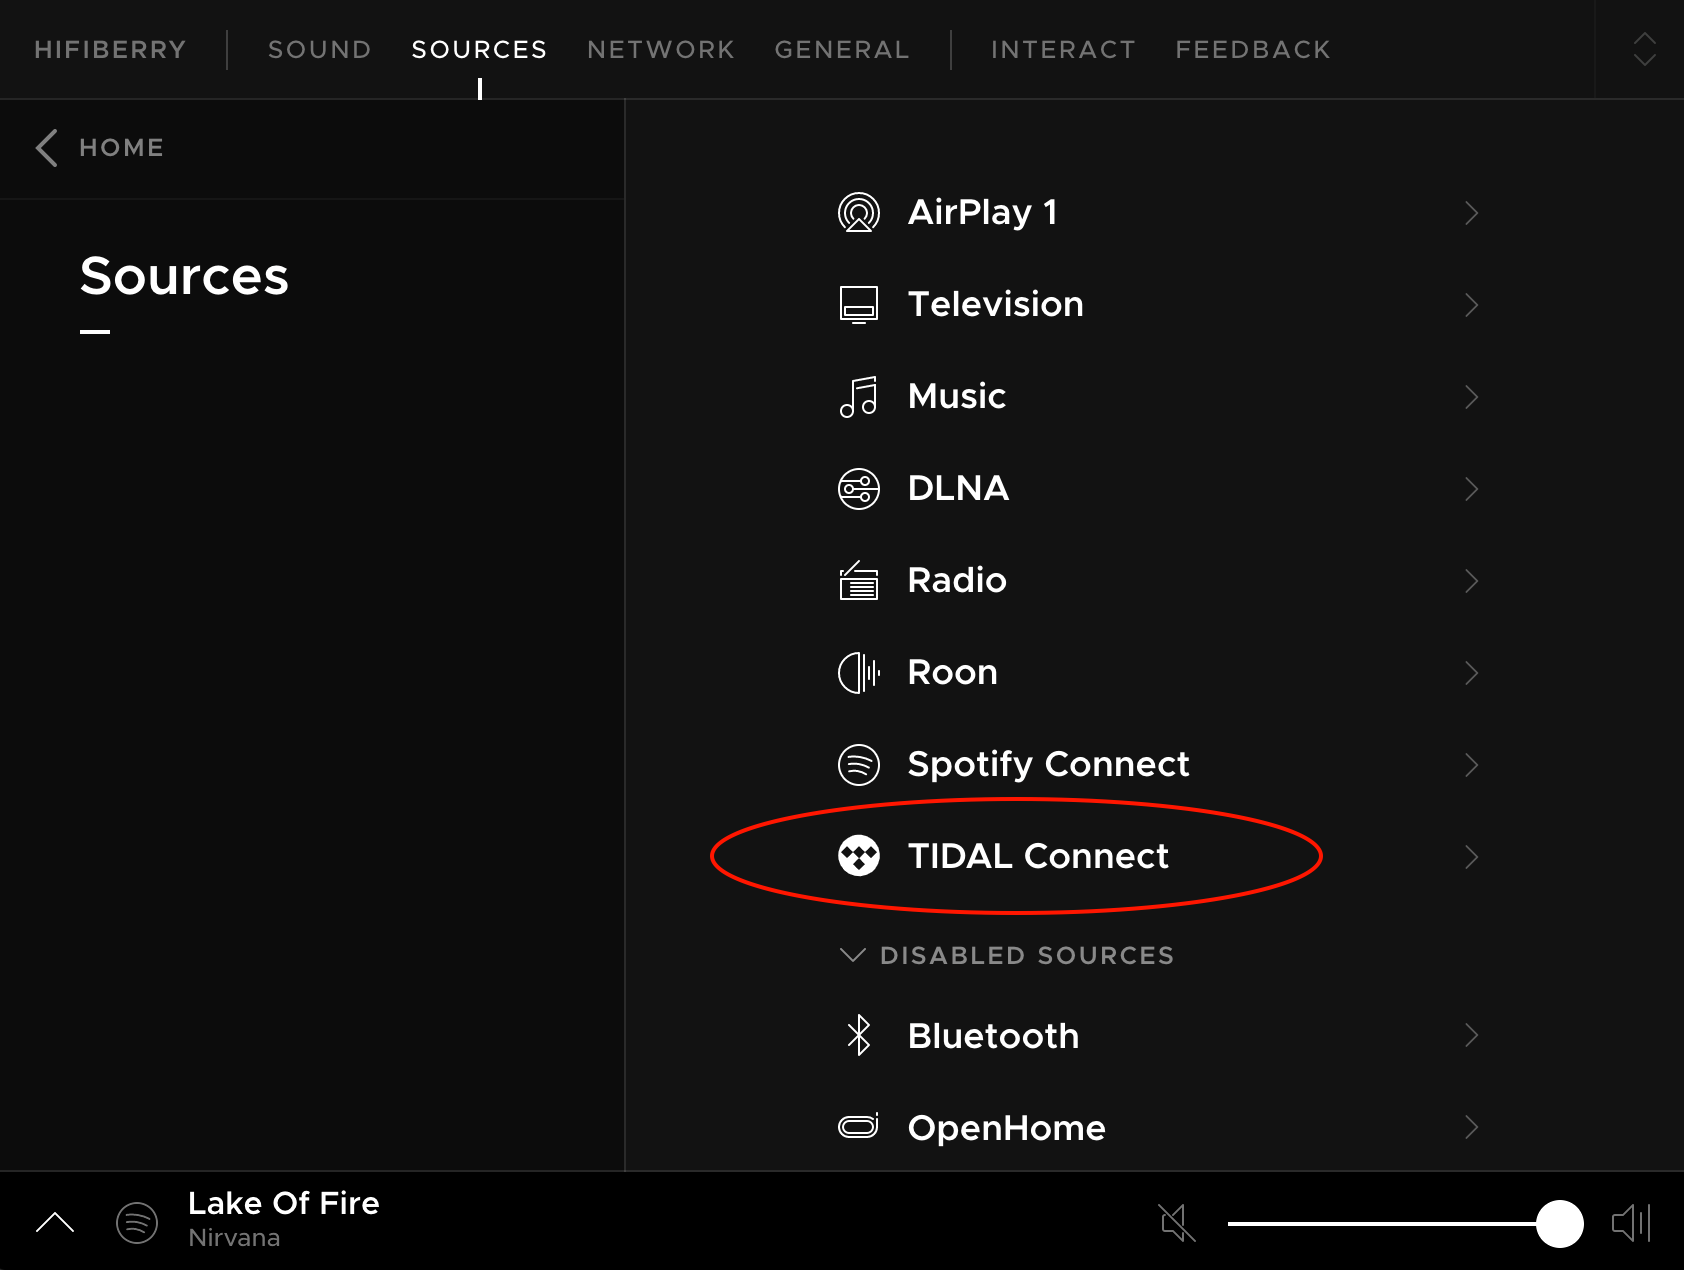 HIFIBERRY
SOUND
SOURCES
NETWORK
GENERAL
INTERACT
FEEDBACK
HOME
Sources
AirPlay 1
Television
Music
DLNA
Radio
Roon
Spotify Connect
TIDAL Connect
DISABLED SOURCES
Bluetooth
OpenHome
Lake Of Fire
Nirvana